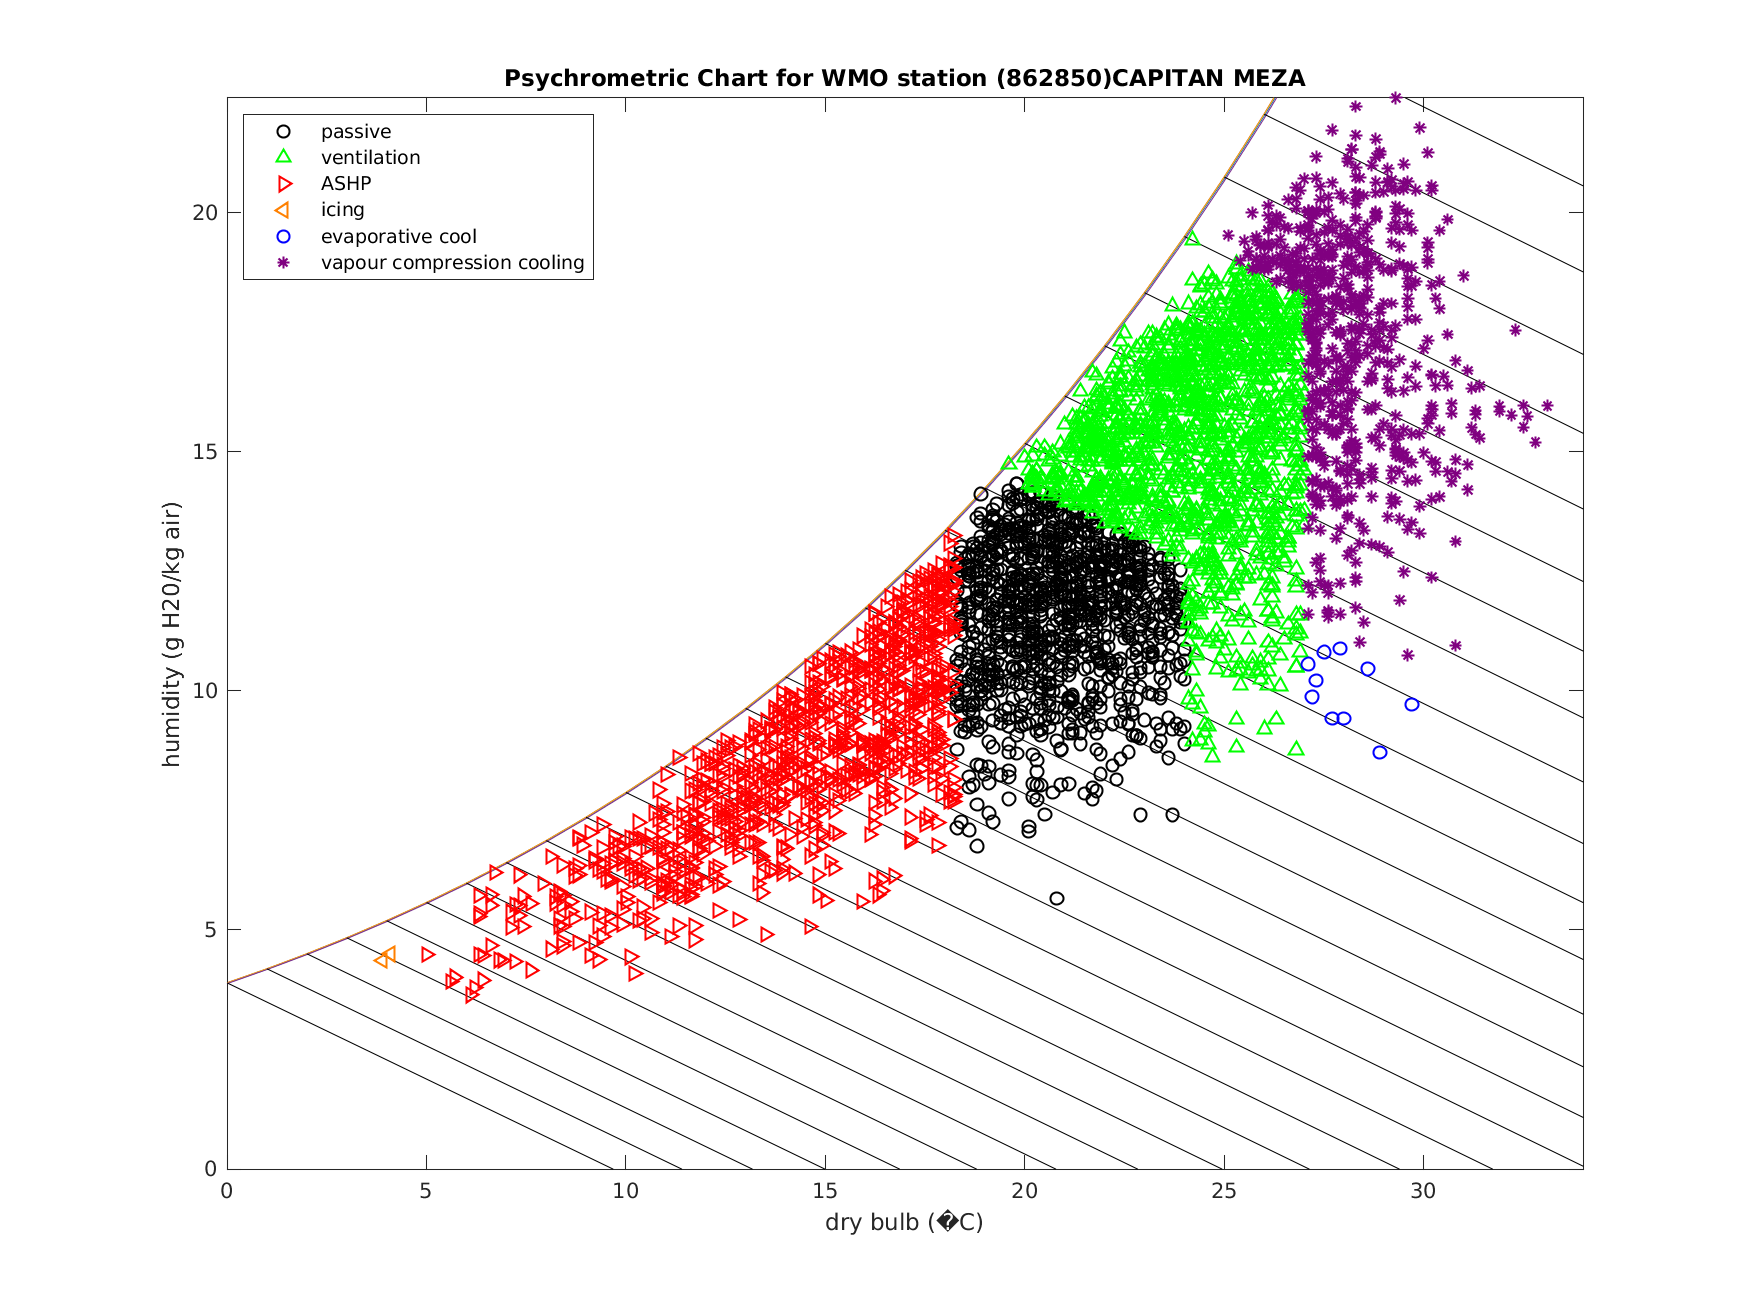 Psychrometric Chart for WMO station (862850)CAPITAN MEZA
passive
ventilation
ASHP
icing
evaporative cool
vapour compression cooling
humidity (g H20/kg air)
20
15
10
5
0
0 5 10 15 20 25 30
dry bulb (�C)